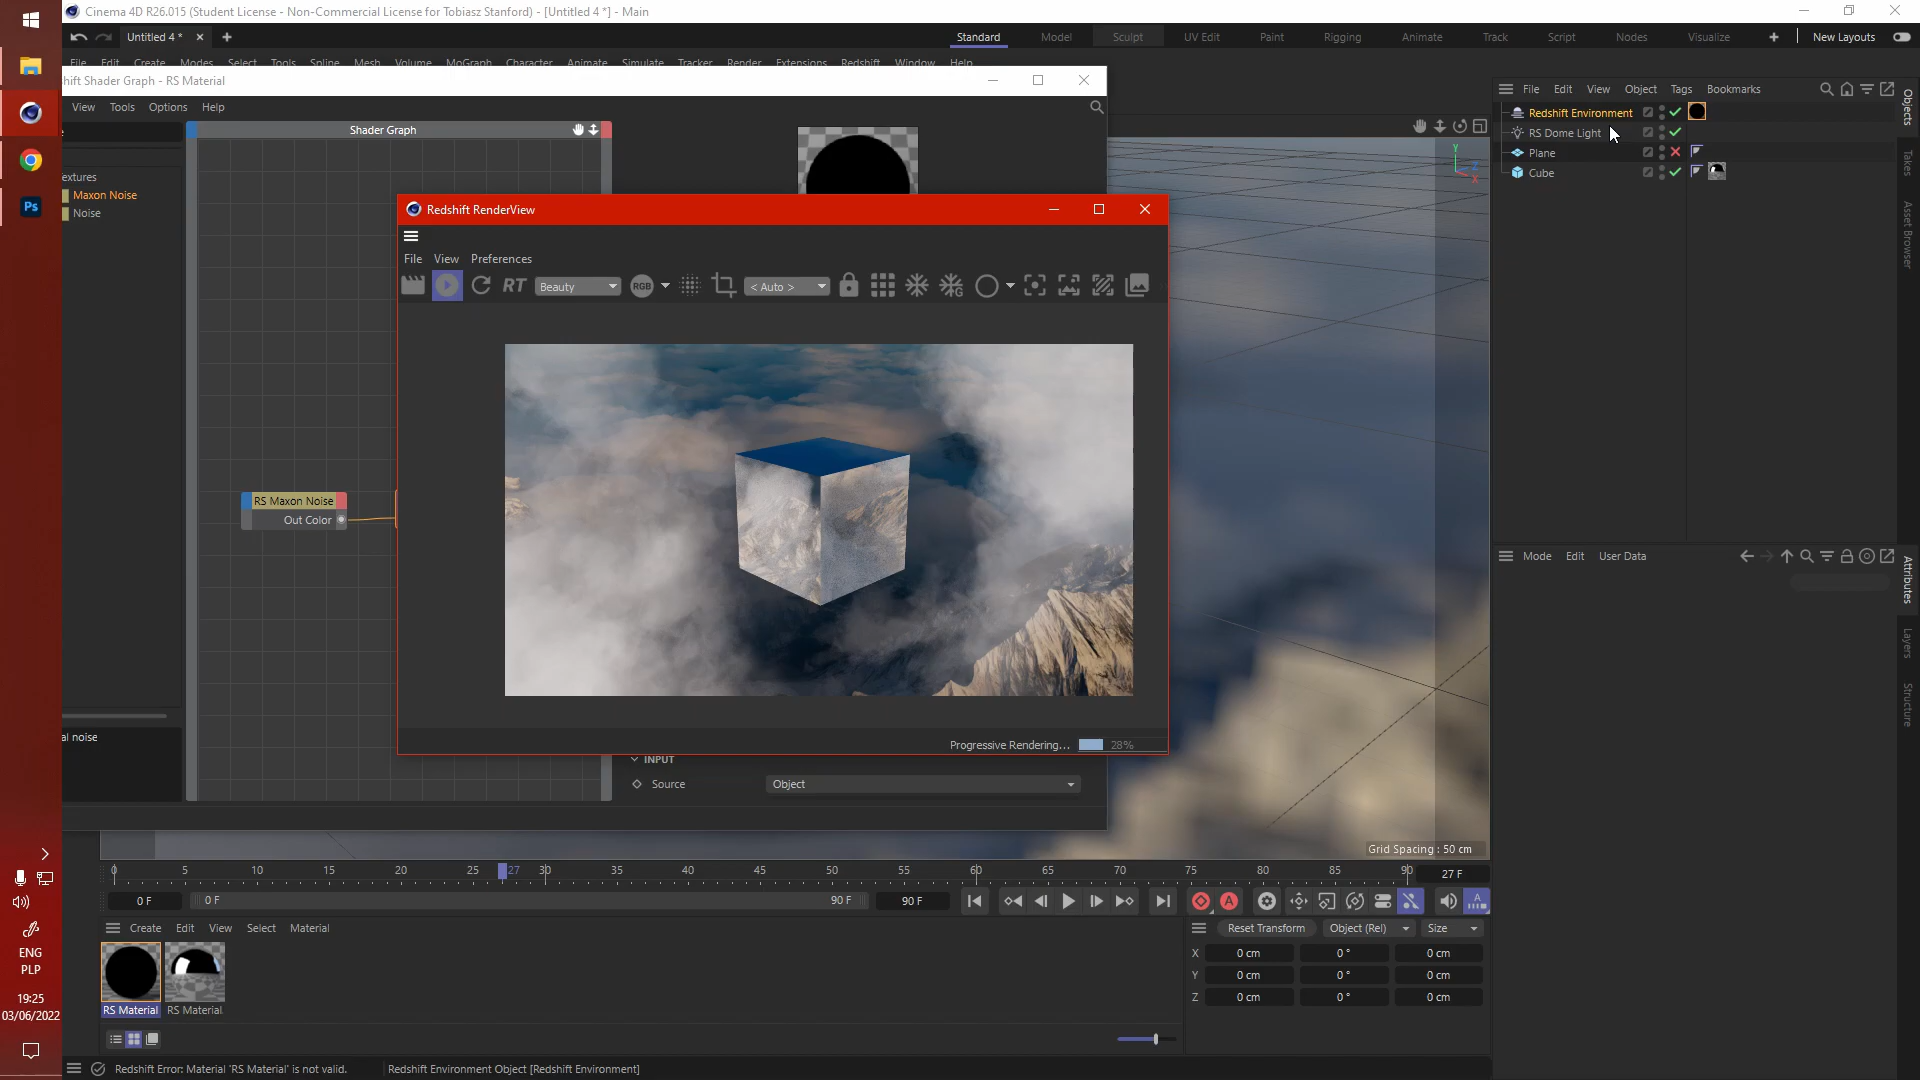 Cinema 4D R26.015 (Student License - Non-Commercial License for Tobiasz Stanford) - [Untitled 4 *] - Main
Untitled 4 *
Standard
Model
Sculpt
UV Edit
Paint
Rigging
Animate
Track
Script
Nodes
Visualize
New Layouts
File Edit Create Modes Select Tools Spline Mesh Volume MoGraph Character Animate Simulate Tracker Render Extensions Redshift Window Help
hift Shader Graph - RS Material
View Tools Options Help
Shader Graph
extures
Maxon Noise
Noise
al noise
RS Maxon Noise
Out Color
Redshift RenderView
File View Preferences
RT
Beauty
RGB
< Auto >
Progressive Rendering...
28%
INPUT
Source
Object
Y
Z
X
Grid Spacing : 50 cm
File Edit View Object Tags Bookmarks
Redshift Environment
RS Dome Light
Plane
Cube
Objects
Takes
Asset Browser
Mode Edit User Data
Attributes
Layers
Structure
0 5 10 15 20 25 27 30 35 40 45 50 55 60 65 70 75 80 85 90
27 F
0 F
0 F
90 F
90 F
Create Edit View Select Material
RS Material
RS Material
Reset Transform
Object (Rel)
Size
X 0 cm 0 ° 0 cm
Y 0 cm 0 ° 0 cm
Z 0 cm 0 ° 0 cm
Redshift Error: Material 'RS Material' is not valid.
Redshift Environment Object [Redshift Environment]
Ps
ENG
PLP
19:25
03/06/2022